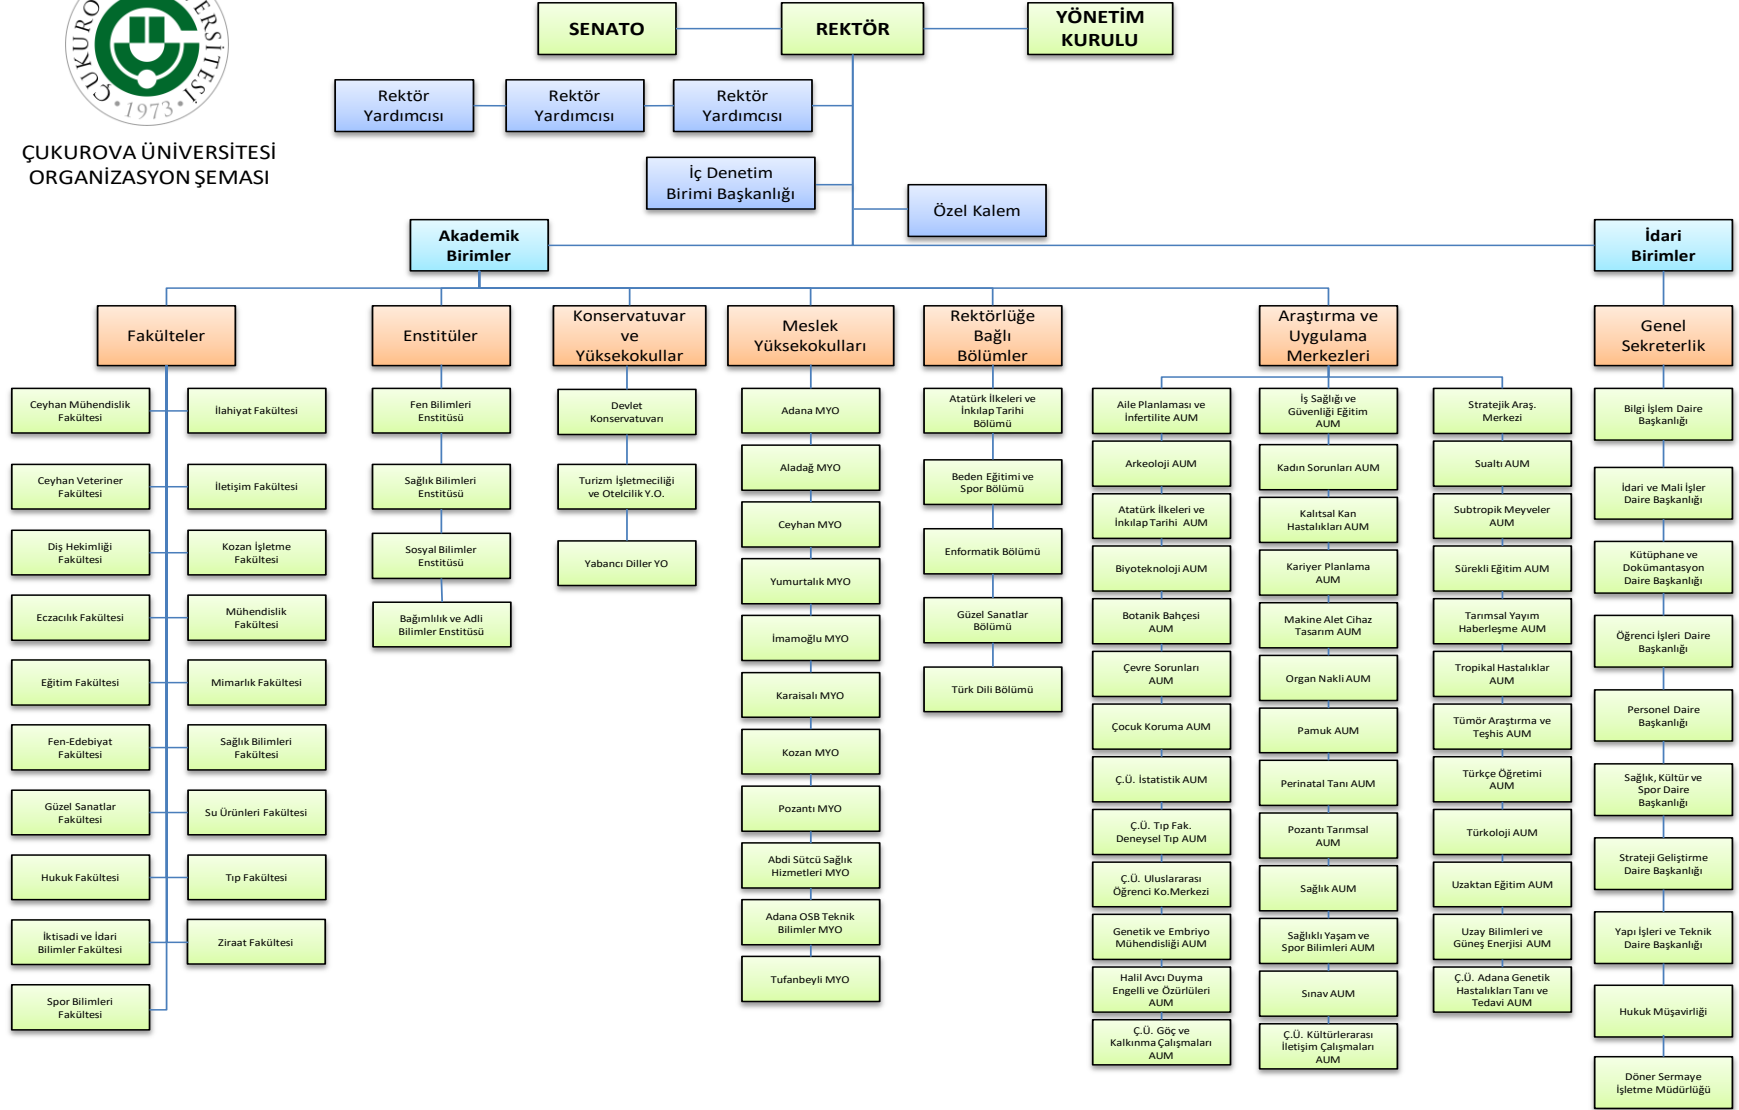 ÇUKUROVA ÜNİVERSİTESİ
ORGANİZASYON ŞEMASI
·1973·
SENATO
REKTÖR
YÖNETİM
KURULU
Rektör
Yardımcısı
Rektör
Yardımcısı
Rektör
Yardımcısı
İç Denetim
Birimi Başkanlığı
Özel Kalem
Akademik
Birimler
İdari
Birimler
Fakülteler
Enstitüler
Konservatuvar
ve
Yüksekokullar
Meslek
Yüksekokulları
Rektörlüğe
Bağlı
Bölümler
Araştırma ve
Uygulama
Merkezleri
Genel
Sekreterlik
Ceyhan Mühendislik
Fakültesi
Ceyhan Veteriner
Fakültesi
Diş Hekimliği
Fakültesi
Eczacılık Fakültesi
Eğitim Fakültesi
Fen-Edebiyat
Fakültesi
Güzel Sanatlar
Fakültesi
Hukuk Fakültesi
İktisadi ve İdari
Bilimler Fakültesi
Spor Bilimleri
Fakültesi
İlahiyat Fakültesi
İletişim Fakültesi
Kozan İşletme
Fakültesi
Mühendislik
Fakültesi
Mimarlık Fakültesi
Sağlık Bilimleri
Fakültesi
Su Ürünleri Fakültesi
Tıp Fakültesi
Ziraat Fakültesi
Fen Bilimleri
Enstitüsü
Sağlık Bilimleri
Enstitüsü
Sosyal Bilimler
Enstitüsü
Bağımlılık ve Adli
Bilimler Enstitüsü
Devlet
Konservatuvarı
Turizm İşletmeciliği
ve Otelcilik Y.O.
Yabancı Diller YO
Adana MYO
Aladağ MYO
Ceyhan MYO
Yumurtalık MYO
İmamoğlu MYO
Karaisalı MYO
Kozan MYO
Pozantı MYO
Abdi Sütcü Sağlık
Hizmetleri MYO
Adana OSB Teknik
Bilimler MYO
Tufanbeyli MYO
Atatürk İlkeleri ve
İnkılap Tarihi
Bölümü
Beden Eğitimi ve
Spor Bölümü
Enformatik Bölümü
Güzel Sanatlar
Bölümü
Türk Dili Bölümü
Aile Planlaması ve
İnfertilite AUM
Arkeoloji AUM
Atatürk İlkeleri ve
İnkılap Tarihi AUM
Biyoteknoloji AUM
Botanik Bahçesi
AUM
Çevre Sorunları
AUM
Çocuk Koruma AUM
Ç.Ü. İstatistik AUM
Ç.Ü. Tıp Fak.
Deneysel Tıp AUM
Ç.Ü. Uluslararası
Öğrenci Ko.Merkezi
Genetik ve Embriyo
Mühendisliği AUM
Halil Avcı Duyma
Engelli ve Özürlüleri
AUM
Ç.Ü. Göç ve
Kalkınma Çalışmaları
AUM
İş Sağlığı ve
Güvenliği Eğitim
AUM
Kadın Sorunları AUM
Kalıtsal Kan
Hastalıkları AUM
Kariyer Planlama
AUM
Makine Alet Cihaz
Tasarım AUM
Organ Nakli AUM
Pamuk AUM
Perinatal Tanı AUM
Pozantı Tarımsal
AUM
Sağlık AUM
Sağlıklı Yaşam ve
Spor Bilimleri AUM
Sınav AUM
Ç.Ü. Kültürlerarası
İletişim Çalışmaları
AUM
Stratejik Araş.
Merkezi
Sualtı AUM
Subtropik Meyveler
AUM
Sürekli Eğitim AUM
Tarımsal Yayım
Haberleşme AUM
Tropikal Hastalıklar
AUM
Tümör Araştırma ve
Teşhis AUM
Türkçe Öğretimi
AUM
Türkoloji AUM
Uzaktan Eğitim AUM
Uzay Bilimleri ve
Güneş Enerjisi AUM
Ç.Ü. Adana Genetik
Hastalıkları Tanı ve
Tedavi AUM
Bilgi İşlem Daire
Başkanlığı
İdari ve Mali İşler
Daire Başkanlığı
Kütüphane ve
Dokümantasyon
Daire Başkanlığı
Öğrenci İşleri Daire
Başkanlığı
Personel Daire
Başkanlığı
Sağlık, Kültür ve
Spor Daire
Başkanlığı
Strateji Geliştirme
Daire Başkanlığı
Yapı İşleri ve Teknik
Daire Başkanlığı
Hukuk Müşavirliği
Döner Sermaye
İşletme Müdürlüğü